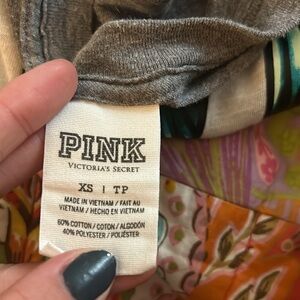 PINK
VICTORIA'S SECRET
XS | TP
MADE IN VIETNAM / FAIT AU
VIETNAM / HECHO EN VIETNAM
60% COTTON / COTON / ALGODÓN
40% POLYESTER / POLIÉSTER